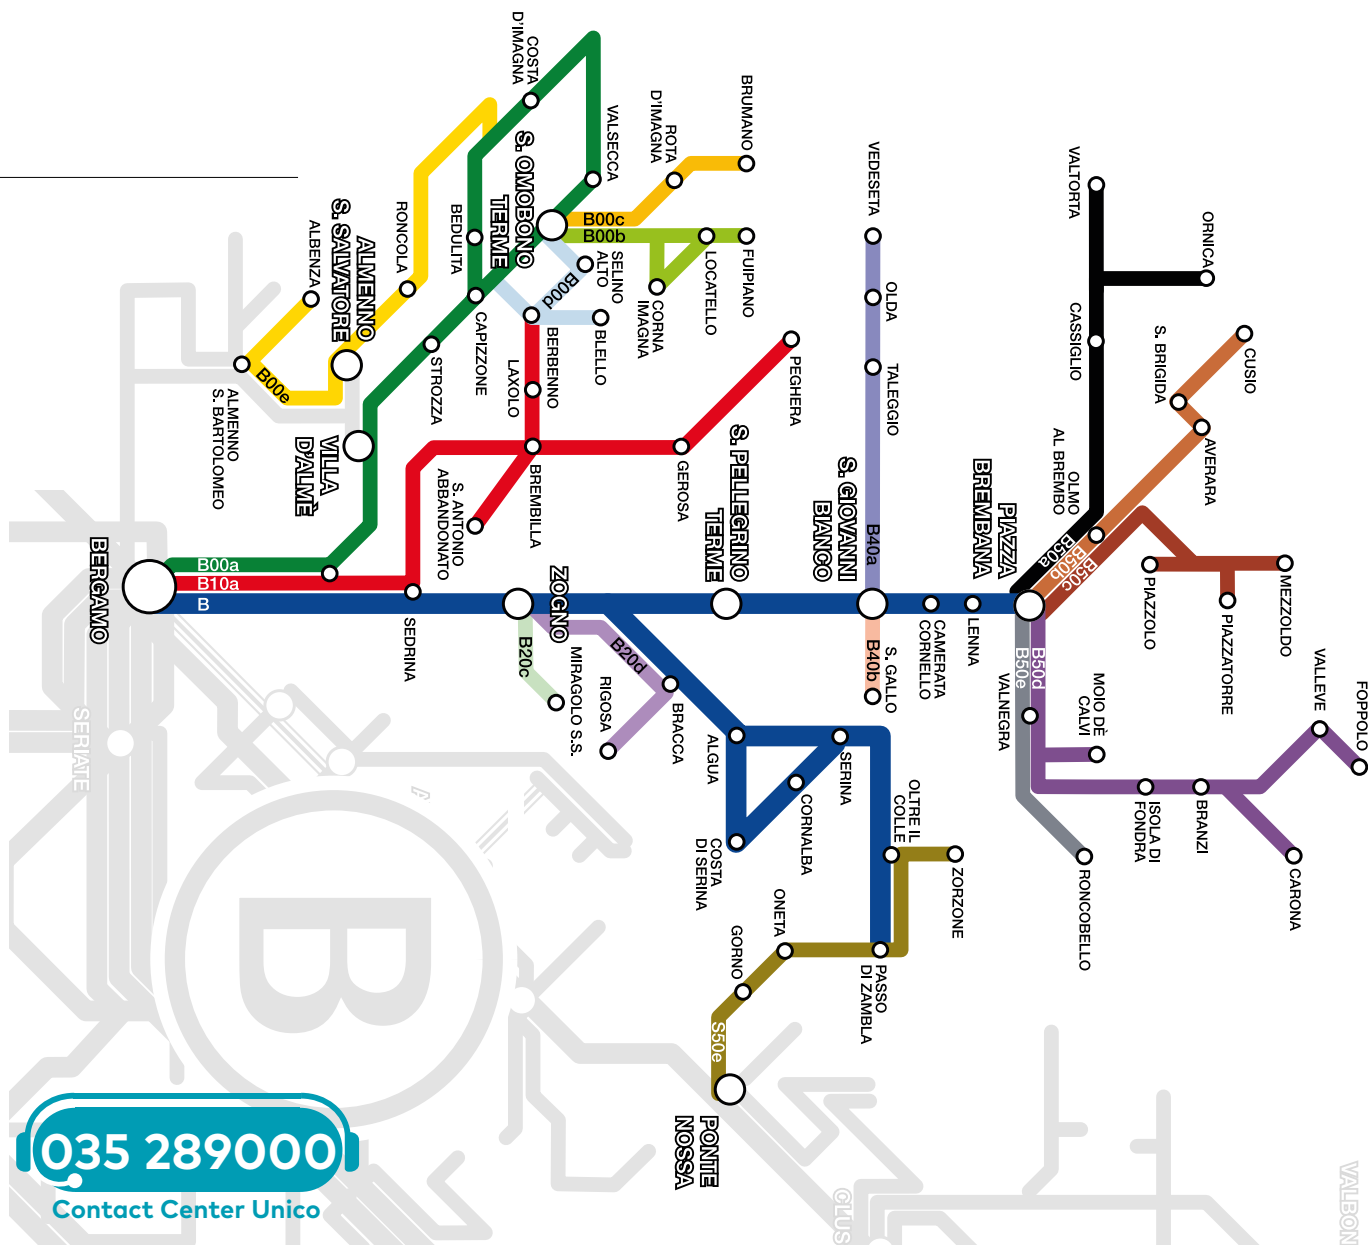 COSTA
D'IMAGNA
VALSECCA
ROTA
D'IMAGNA
BRUMANO
VEDESETA
VALTORTA
ORNICA
ALBENZA
ALMENNO
S. SALVATORE
RONCOLA
BEDULITA
S. OMOBONO
TERME
B00c
B00b
SELINO
ALTO
B00d
BLELLO
CORNA
IMAGNA
LOCATELLO
FUIPIANO
OLDA
TALEGGIO
CASSIGLIO
S. BRIGIDA
CUSIO
AVERARA
B00e
ALMENNO
S. BARTOLOMEO
VILLA
D'ALMÈ
STROZZA
CAPIZZONE
LAXOLO
BERBENNO
PEGHERA
S. ANTONIO
ABBANDONATO
BREMBILLA
GEROSA
S. PELLEGRINO
TERME
S. GIOVANNI
BIANCO
B40a
PIAZZA
BREMBANA
OLMO
AL BREMBO
B50a
B50b
B50c
PIAZZOLO
PIAZZATORRE
MEZZOLDO
BERGAMO
B00a
B10a
B
SEDRINA
ZOGNO
B20c
MIRAGOLO S.S.
B20d
RIGOSA
BRACCA
B40b
S. GALLO
CAMERATA
CORNELLO
LENNA
B50e
B50d
VALNEGRA
MOIO DÈ
CALVI
ISOLA DI
FONDRA
BRANZI
VALLEVE
FOPPOLO
CARONA
RONCOBELLO
SERIATE
ALGUA
SERINA
CORNALBA
COSTA
DI SERINA
OLTRE IL
COLLE
ZORZONE
ONETA
GORNO
PASSO
DI ZAMBLA
S50e
PONTE
NOSSA
B
CLUS
VALBON
035 289000
Contact Center Unico